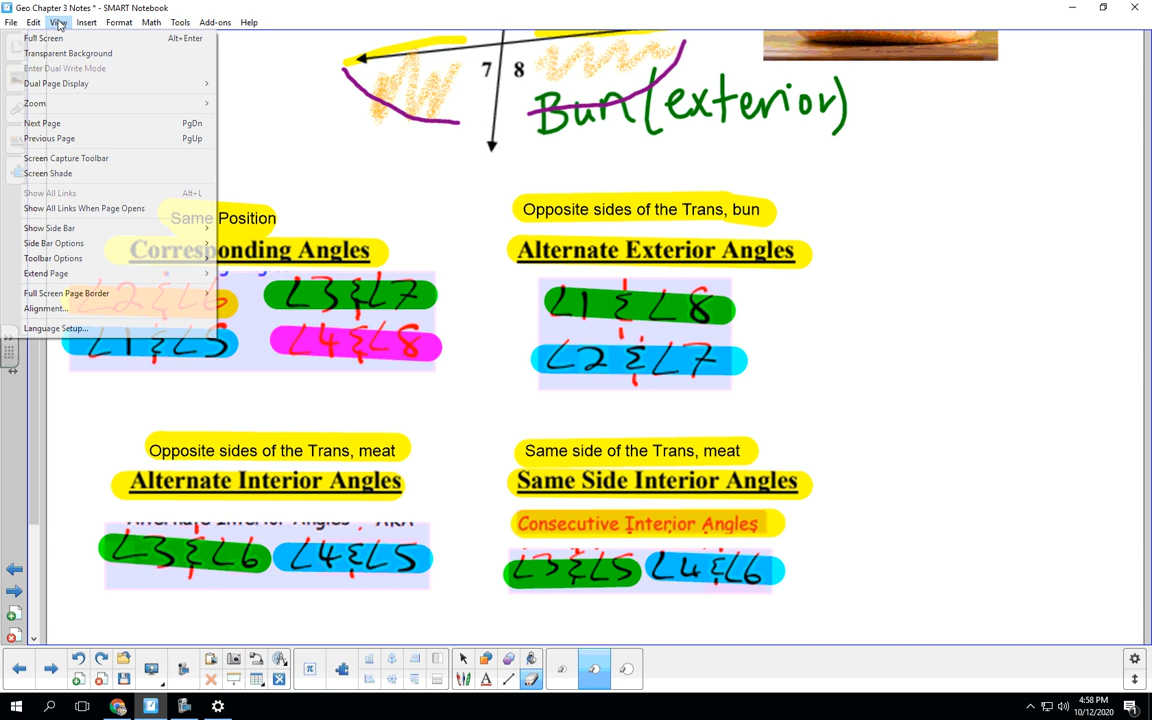 Geo Chapter 3 Notes * - SMART Notebook
File Edit View Insert Format Math Tools Add-ons Help
Full Screen Alt+Enter
Transparent Background
Enter Dual Write Mode
Dual Page Display
Zoom
Next Page PgDn
Previous Page PgUp
Screen Capture Toolbar
Screen Shade
Show All Links Alt+L
Show All Links When Page Opens
Show Side Bar
Side Bar Options
Toolbar Options
Extend Page
Full Screen Page Border
Alignment...
Language Setup...
7 8
Bun (exterior)
Same Position
Corresponding Angles
∠2 & ∠6 ∠3 & ∠7
∠1 & ∠5 ∠4 & ∠8
Opposite sides of the Trans, bun
Alternate Exterior Angles
∠1 & ∠8
∠2 & ∠7
Opposite sides of the Trans, meat
Alternate Interior Angles
∠3 & ∠6 ∠4 & ∠5
Same side of the Trans, meat
Same Side Interior Angles
Consecutive Interior Angles
∠3 & ∠5 ∠4 & ∠6
4:58 PM
10/12/2020